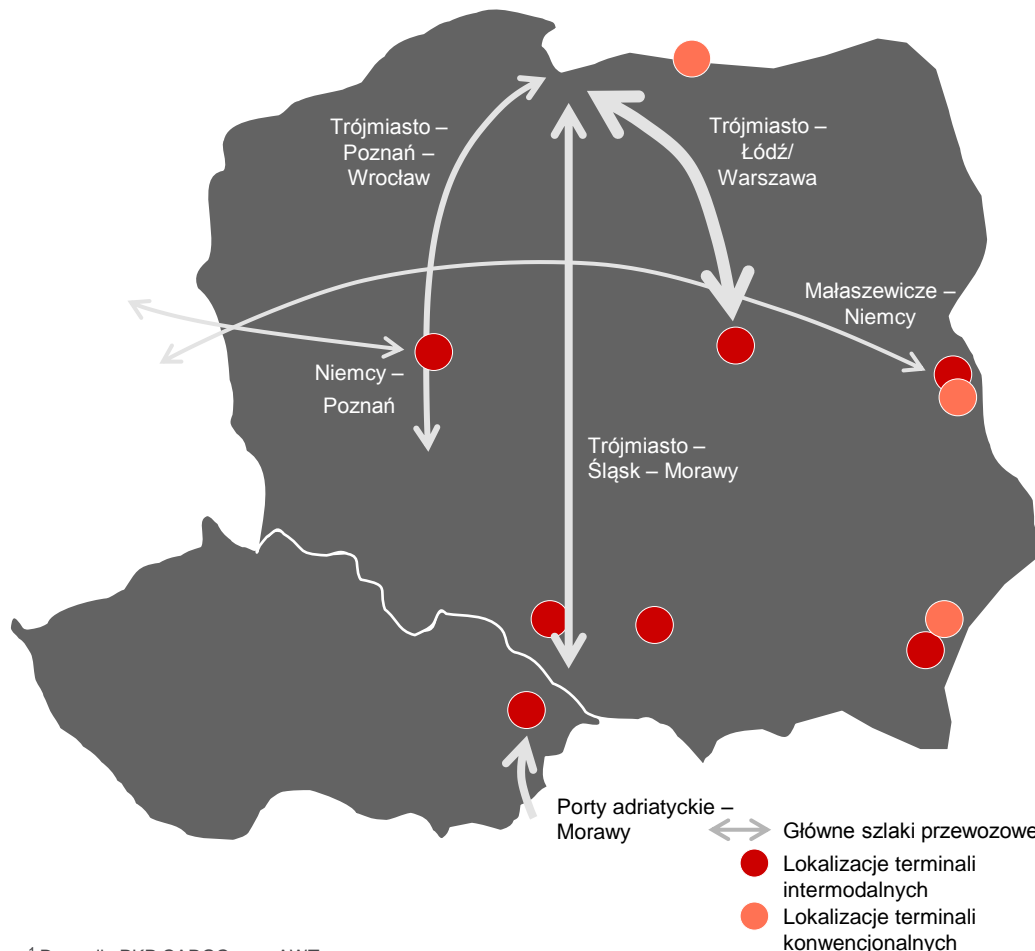 Trójmiasto –
Poznań –
Wrocław
Trójmiasto –
Łódź/
Warszawa
Małaszewicze –
Niemcy
Niemcy –
Poznań
Trójmiasto –
Śląsk – Morawy
Porty adriatyckie –
Morawy
Główne szlaki przewozowe
Lokalizacje terminali
intermodalnych
Lokalizacje terminali
konwencjonalnych